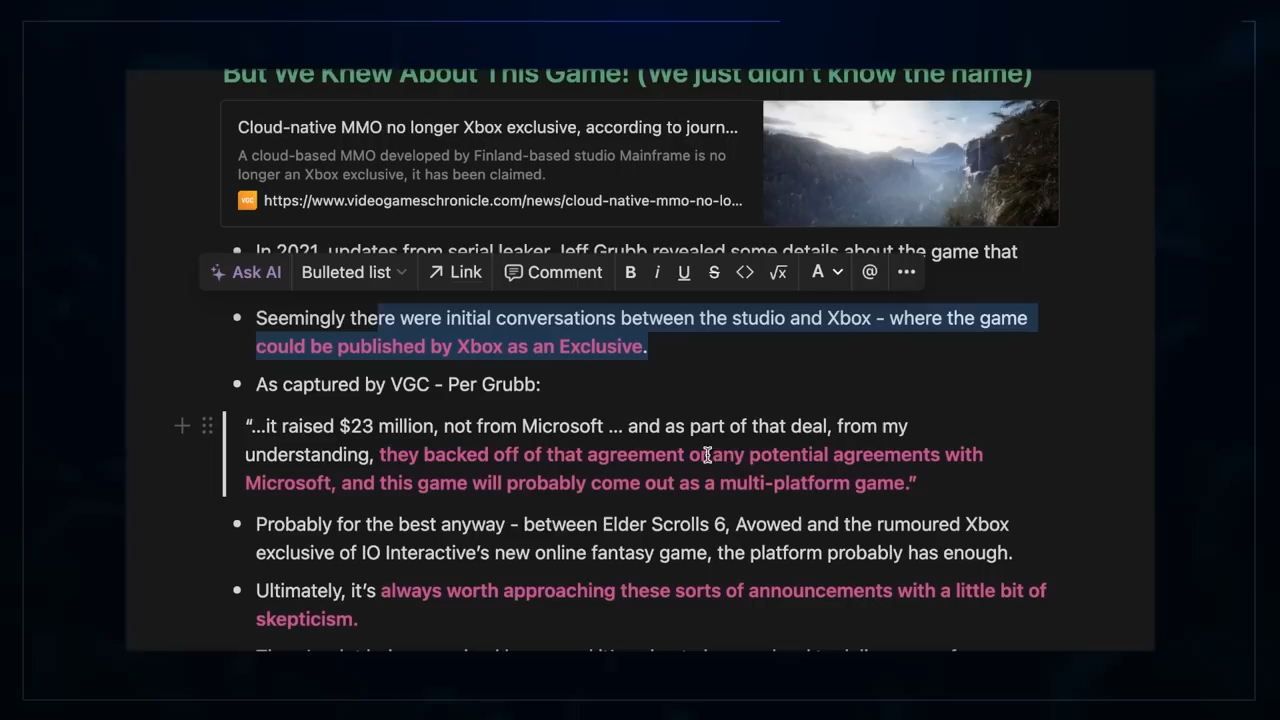 But We Knew About This Game! (We just didn't know the name)
Cloud-native MMO no longer Xbox exclusive, according to journ...
A cloud-based MMO developed by Finland-based studio Mainframe is no
longer an Xbox exclusive, it has been claimed.
VGC https://www.videogameschronicle.com/news/cloud-native-mmo-no-lo...
• In 2021, updates from serial leaker Jeff Grubb revealed some details about the game that
Ask AI Bulleted list Link Comment B i U S <> √x A @ •••
• Seemingly there were initial conversations between the studio and Xbox - where the game
could be published by Xbox as an Exclusive.
• As captured by VGC - Per Grubb:
“...it raised $23 million, not from Microsoft ... and as part of that deal, from my
understanding, they backed off of that agreement or any potential agreements with
Microsoft, and this game will probably come out as a multi-platform game.”
• Probably for the best anyway - between Elder Scrolls 6, Avowed and the rumoured Xbox
exclusive of IO Interactive’s new online fantasy game, the platform probably has enough.
• Ultimately, it’s always worth approaching these sorts of announcements with a little bit of
skepticism.